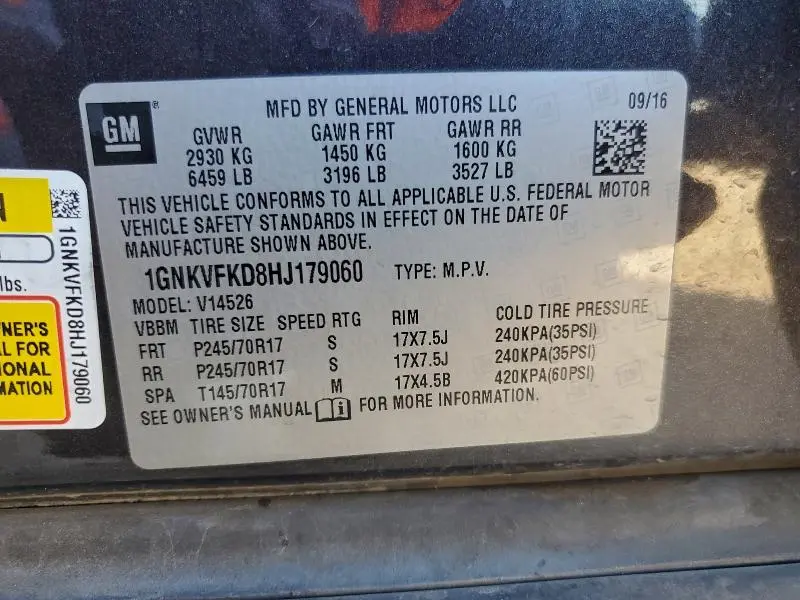 GM
®
MFD BY GENERAL MOTORS LLC
09/16
GVWR GAWR FRT GAWR RR
2930 KG 1450 KG 1600 KG
6459 LB 3196 LB 3527 LB
THIS VEHICLE CONFORMS TO ALL APPLICABLE U.S. FEDERAL MOTOR
VEHICLE SAFETY STANDARDS IN EFFECT ON THE DATE OF
MANUFACTURE SHOWN ABOVE.
1GNKVFKD8HJ179060 TYPE: M.P.V.
MODEL: V14526
VBBM TIRE SIZE SPEED RTG RIM COLD TIRE PRESSURE
FRT P245/70R17 S 17X7.5J 240KPA(35PSI)
RR P245/70R17 S 17X7.5J 240KPA(35PSI)
SPA T145/70R17 M 17X4.5B 420KPA(60PSI)
SEE OWNER'S MANUAL i FOR MORE INFORMATION.
N
lbs.
NER'S
L FOR
IONAL
MATION
1GNKVFKD8HJ179060